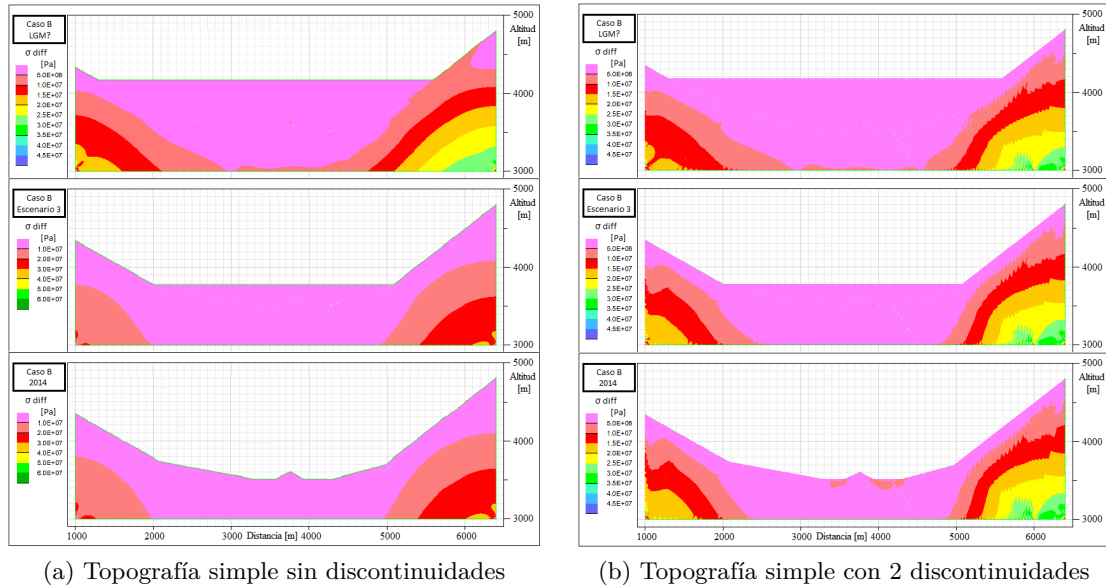 Caso B
LGM?
σ diff
[Pa]
5.0E+06
1.0E+07
1.5E+07
2.0E+07
2.5E+07
3.0E+07
3.5E+07
4.0E+07
4.5E+07
5000
Altitud
[m]
4000
3000
Caso B
Escenario 3
σ diff
[Pa]
1.0E+07
2.0E+07
3.0E+07
4.0E+07
5.0E+07
6.0E+07
5000
Altitud
[m]
4000
3000
Caso B
2014
σ diff
[Pa]
1.0E+07
2.0E+07
3.0E+07
4.0E+07
5.0E+07
6.0E+07
5000
Altitud
[m]
4000
3000
1000 2000 3000 Distancia [m] 4000 5000 6000
(a) Topografía simple sin discontinuidades
Caso B
LGM?
σ diff
[Pa]
5.0E+06
1.0E+07
1.5E+07
2.0E+07
2.5E+07
3.0E+07
3.5E+07
4.0E+07
4.5E+07
5000
Altitud
[m]
4000
3000
Caso B
Escenario 3
σ diff
[Pa]
5.0E+06
1.0E+07
1.5E+07
2.0E+07
2.5E+07
3.0E+07
3.5E+07
4.0E+07
4.5E+07
5000
Altitud
[m]
4000
3000
Caso B
2014
σ diff
[Pa]
5.0E+06
1.0E+07
1.5E+07
2.0E+07
2.5E+07
3.0E+07
3.5E+07
4.0E+07
4.5E+07
5000
Altitud
[m]
4000
3000
1000 2000 3000 Distancia [m] 4000 5000 6000
(b) Topografía simple con 2 discontinuidades